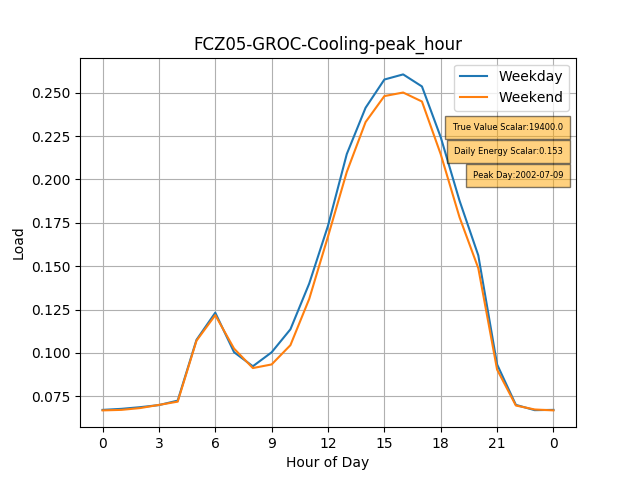 FCZ05-GROC-Cooling-peak_hour
Weekday
Weekend
True Value Scalar:19400.0
Daily Energy Scalar:0.153
Peak Day:2002-07-09
0.250
0.225
0.200
0.175
0.150
0.125
0.100
0.075
Load
0 3 6 9 12 15 18 21 0
Hour of Day